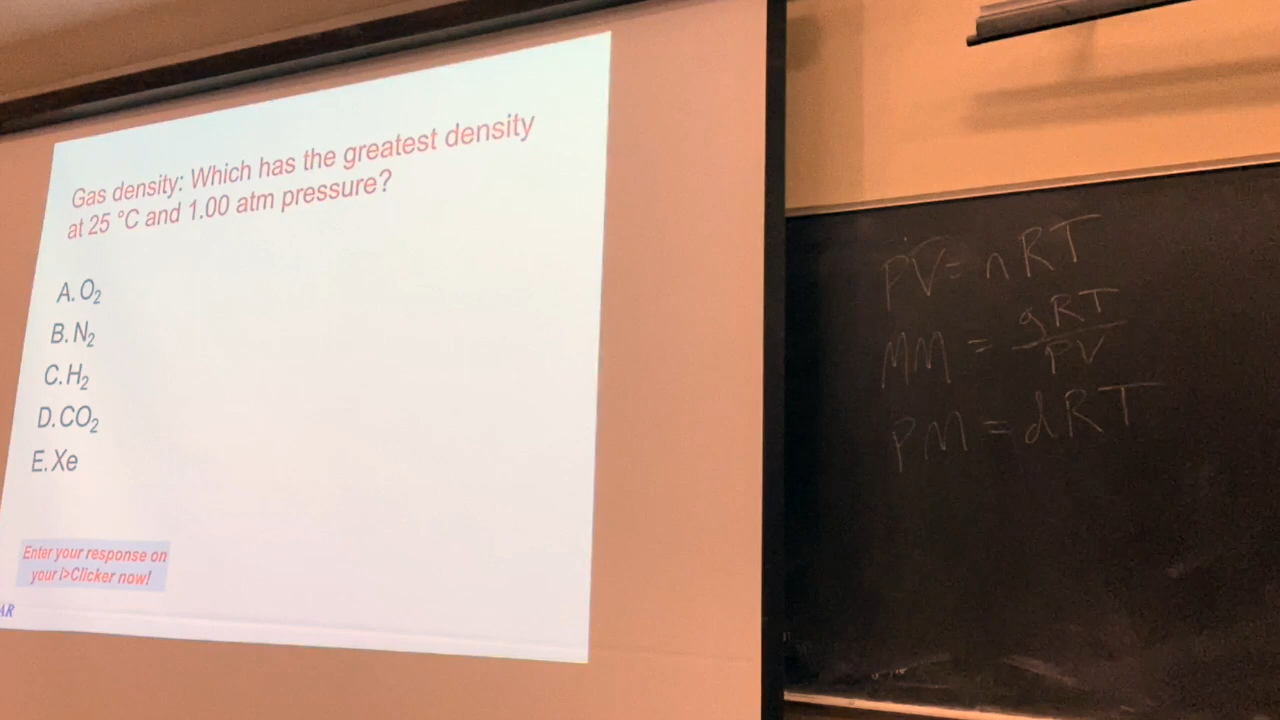 Gas density: Which has the greatest density
at 25 °C and 1.00 atm pressure?
A. O₂
B. N₂
C. H₂
D. CO₂
E. Xe
Enter your response on
your i>Clicker now!
AR
PV = nRT
MM = gRT/PV
PM = dRT